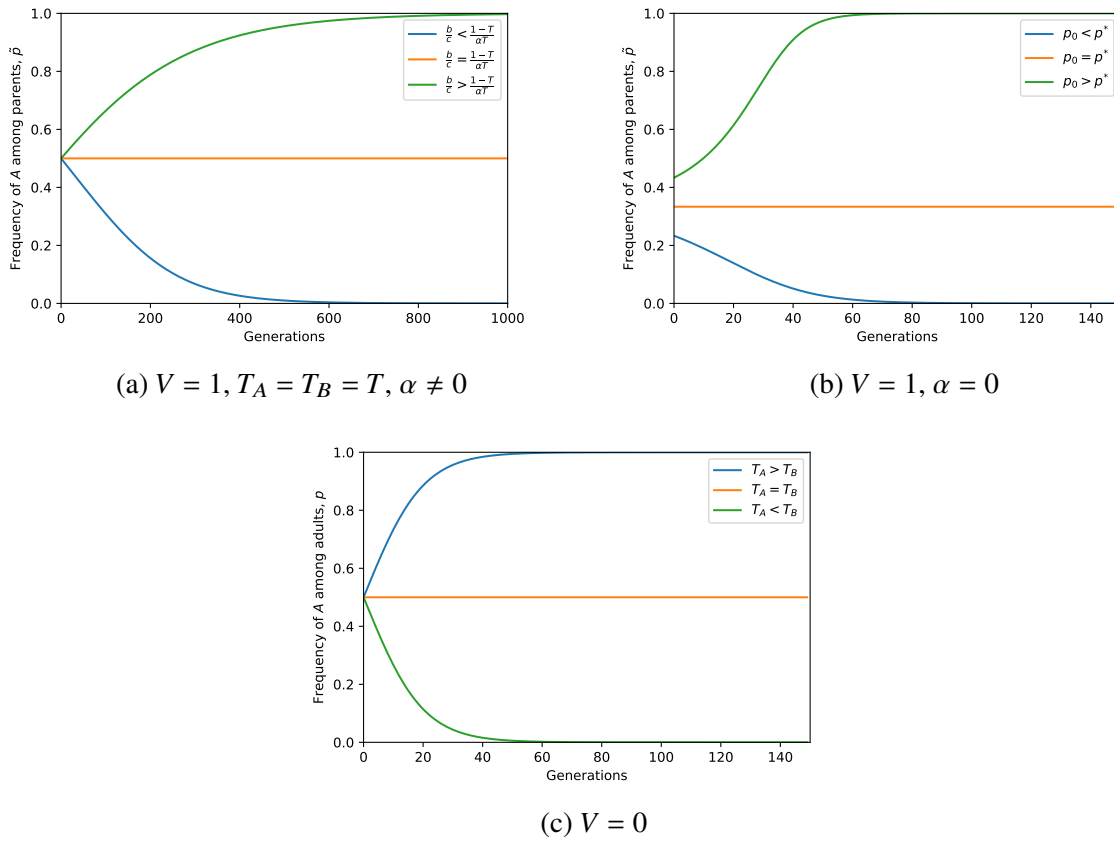 1.0
0.8
0.6
0.4
0.2
0.0
Frequency of A among parents, p̃
0 200 400 600 800 1000
Generations
b/c < (1−T)/(αT)
b/c = (1−T)/(αT)
b/c > (1−T)/(αT)
(a) V = 1, T_A = T_B = T, α ≠ 0
1.0
0.8
0.6
0.4
0.2
0.0
Frequency of A among parents, p̃
0 20 40 60 80 100 120 140
Generations
p₀ < p*
p₀ = p*
p₀ > p*
(b) V = 1, α = 0
1.0
0.8
0.6
0.4
0.2
0.0
Frequency of A among adults, p
0 20 40 60 80 100 120 140
Generations
T_A > T_B
T_A = T_B
T_A < T_B
(c) V = 0